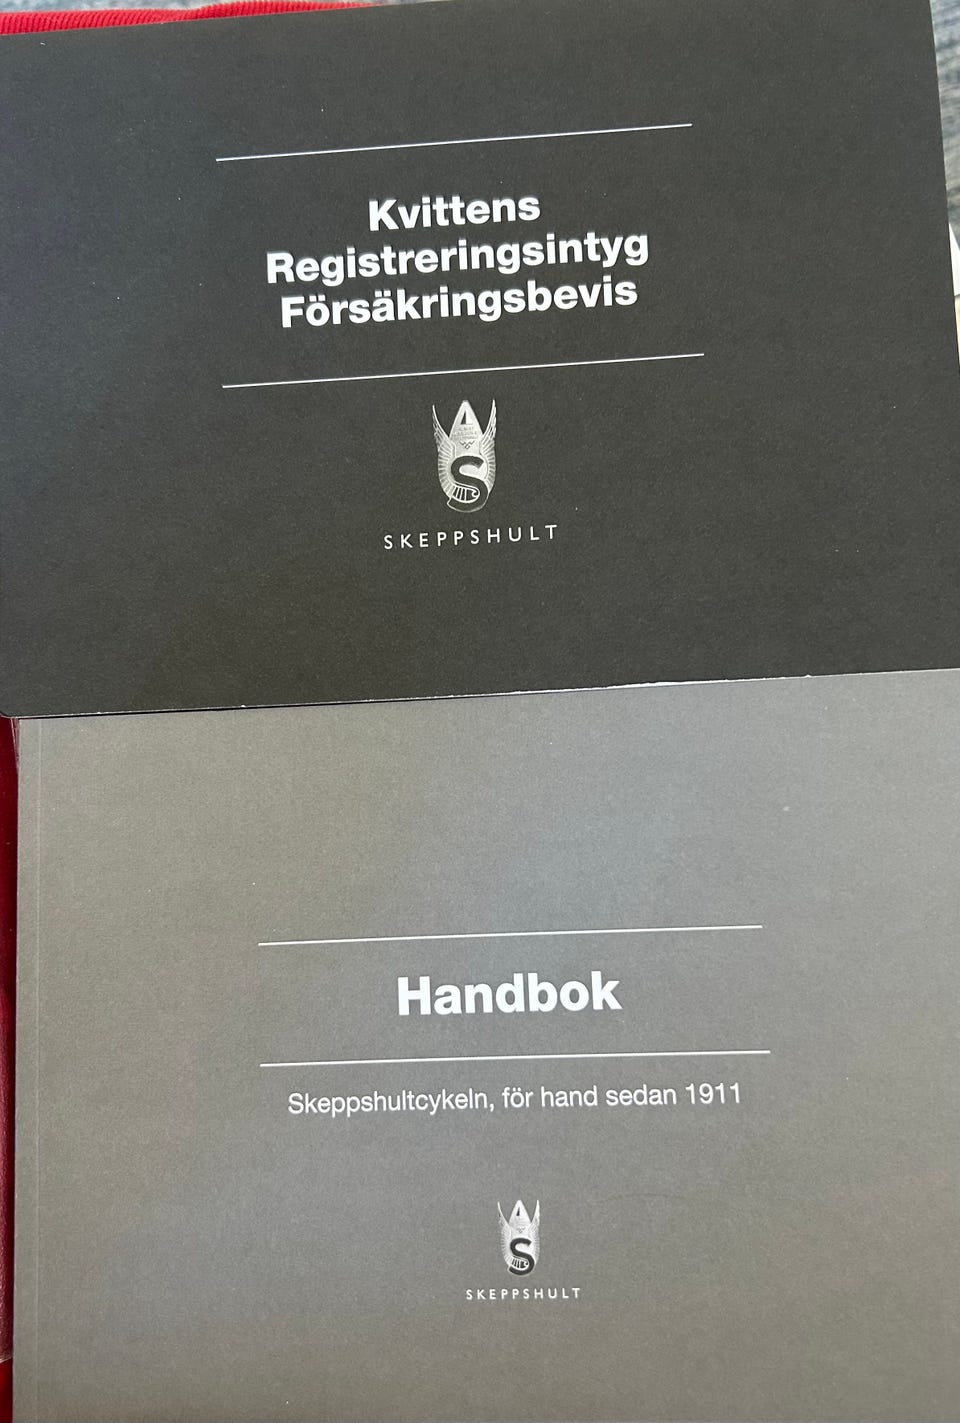 Kvittens
Registreringsintyg
Försäkringsbevis
S
SKEPPSHULT
Handbok
Skeppshultcykeln, för hand sedan 1911
S
SKEPPSHULT